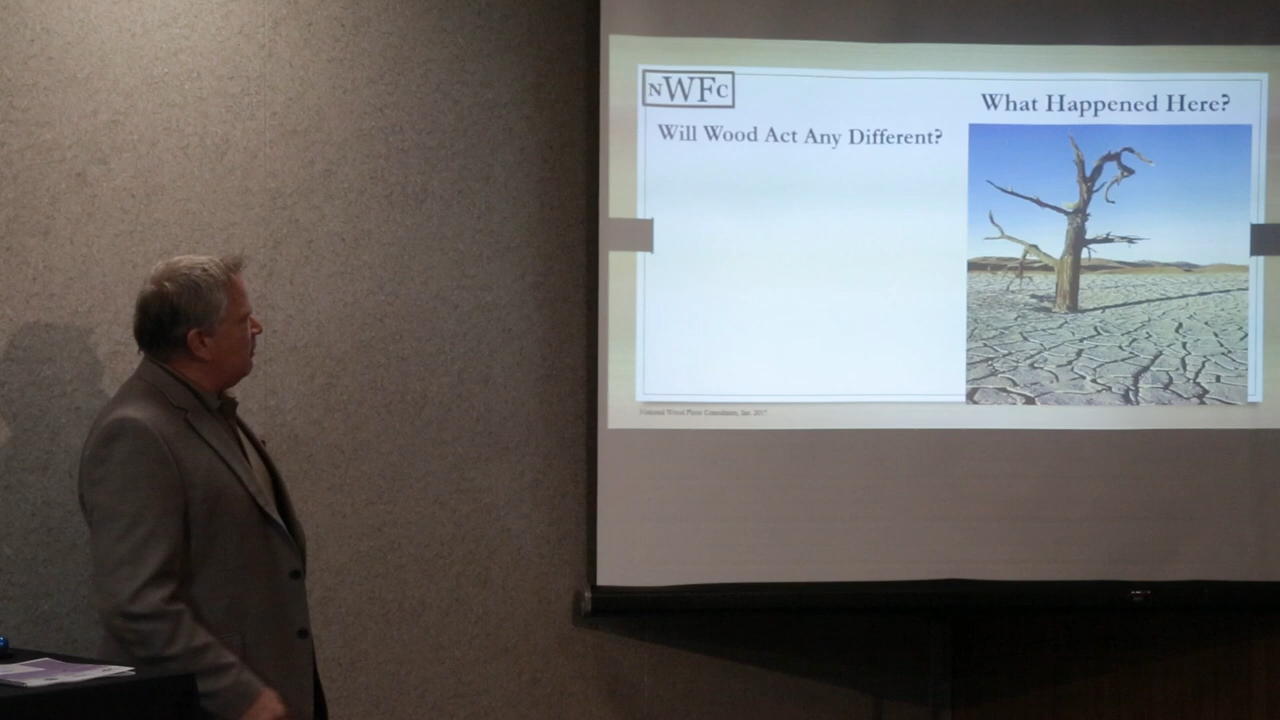 NWFC
What Happened Here?
Will Wood Act Any Different?
National Wood Floor Consultants, Inc. 2017